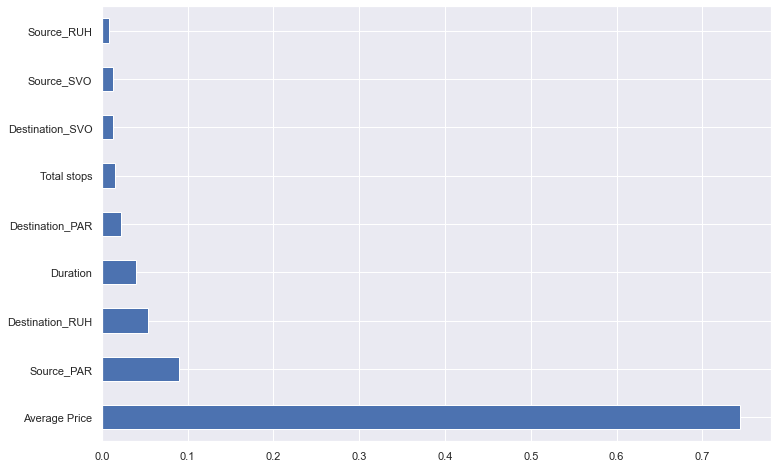 Source_RUH
Source_SVO
Destination_SVO
Total stops
Destination_PAR
Duration
Destination_RUH
Source_PAR
Average Price
0.0 0.1 0.2 0.3 0.4 0.5 0.6 0.7